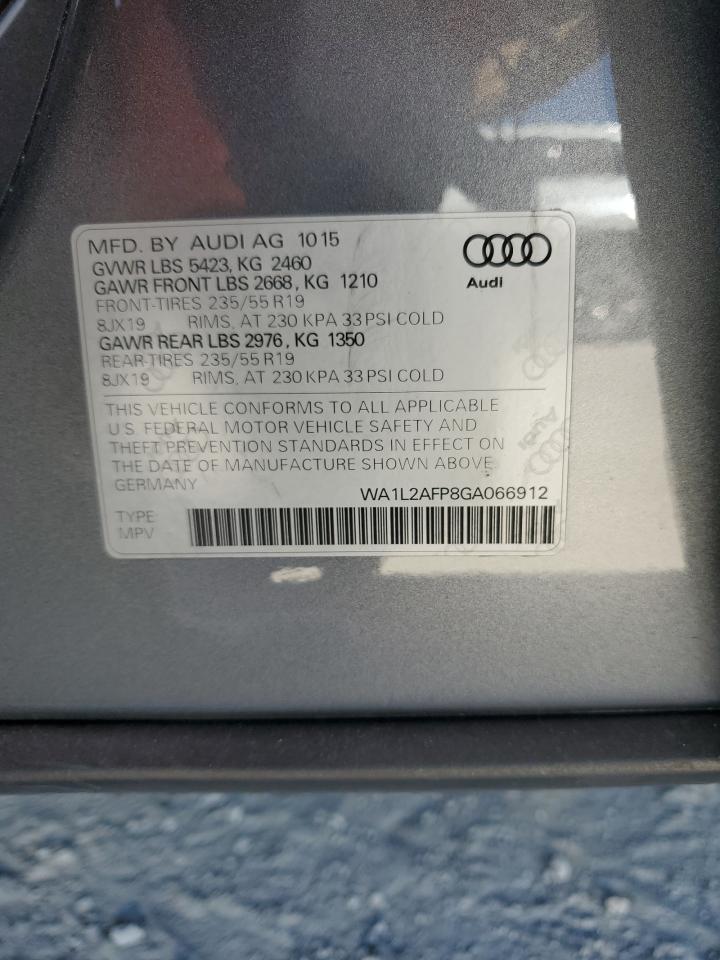 MFD. BY AUDI AG 1015
GVWR LBS 5423, KG 2460
GAWR FRONT LBS 2668, KG 1210
FRONT-TIRES 235/55 R19
8JX19 RIMS, AT 230 KPA 33 PSI COLD
GAWR REAR LBS 2976, KG 1350
REAR-TIRES 235/55 R19
8JX19 RIMS, AT 230 KPA 33 PSI COLD
Audi
THIS VEHICLE CONFORMS TO ALL APPLICABLE
U.S. FEDERAL MOTOR VEHICLE SAFETY AND
THEFT PREVENTION STANDARDS IN EFFECT ON
THE DATE OF MANUFACTURE SHOWN ABOVE
GERMANY WA1L2AFP8GA066912
TYPE:
MPV
Audi